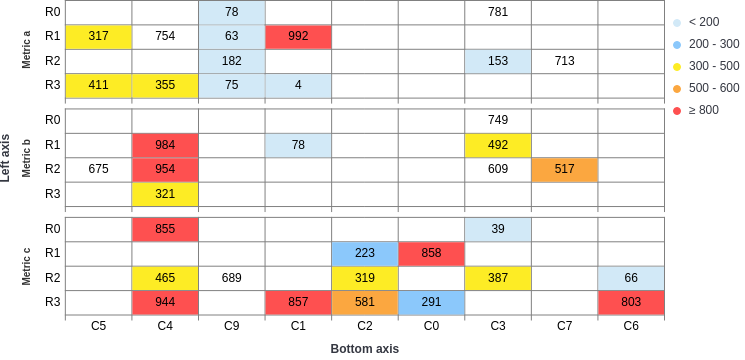 R0 78 781
R1 317 754 63 992
R2 182 153 713
R3 411 355 75 4
Metric a
R0 749
R1 984 78 492
R2 675 954 609 517
R3 321
Metric b
R0 855 39
R1 223 858
R2 465 689 319 387 66
R3 944 857 581 291 803
Metric c
Left axis
C5 C4 C9 C1 C2 C0 C3 C7 C6
Bottom axis
< 200
200 - 300
300 - 500
500 - 600
≥ 800